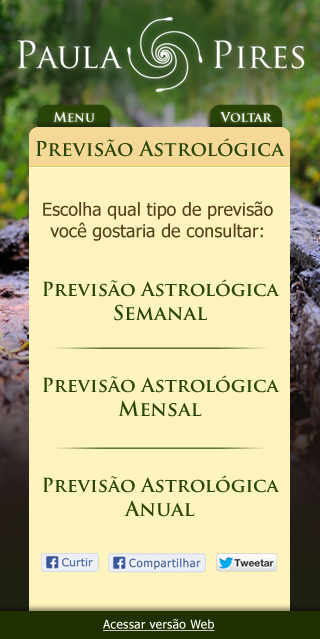 Paula Pires
Menu
Voltar
Previsão Astrológica
Escolha qual tipo de previsão
você gostaria de consultar:
Previsão Astrológica
Semanal
Previsão Astrológica
Mensal
Previsão Astrológica
Anual
Curtir
Compartilhar
Tweetar
Acessar versão Web